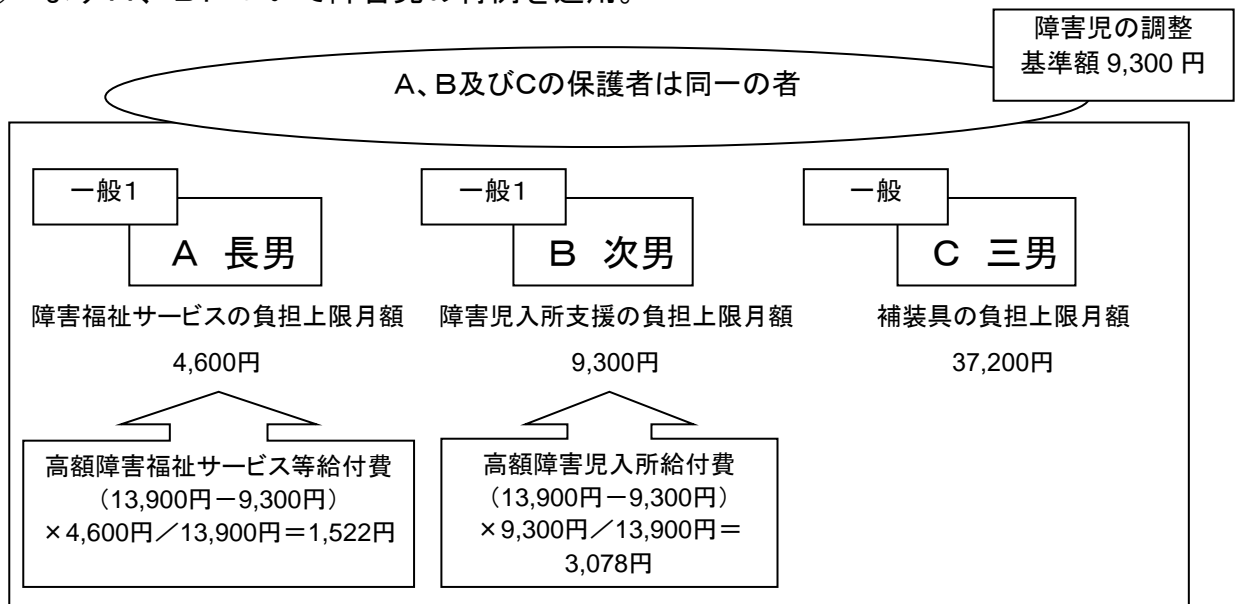 障害児の調整
基準額 9,300 円
A、B及びCの保護者は同一の者
一般1
A 長男
障害福祉サービスの負担上限月額
4,600円
高額障害福祉サービス等給付費
(13,900円-9,300円)
×4,600円/13,900円=1,522円
一般1
B 次男
障害児入所支援の負担上限月額
9,300円
高額障害児入所給付費
(13,900円-9,300円)
×9,300円/13,900円=
3,078円
一般
C 三男
補装具の負担上限月額
37,200円